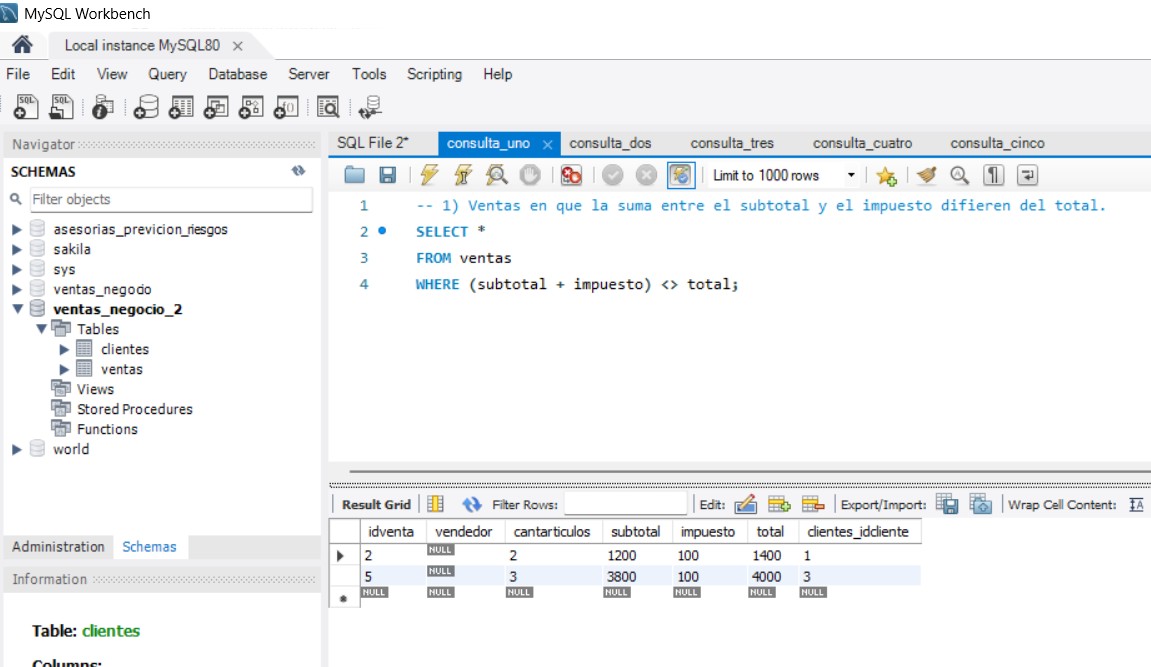 MySQL Workbench
Local instance MySQL80
File Edit View Query Database Server Tools Scripting Help
Navigator
SCHEMAS
Filter objects
asesorias_previcion_riesgos
sakila
sys
ventas_negocio
ventas_negocio_2
Tables
clientes
ventas
Views
Stored Procedures
Functions
world
Administration Schemas
Information
Table: clientes
Columns:
SQL File 2* consulta_uno consulta_dos consulta_tres consulta_cuatro consulta_cinco
Limit to 1000 rows
1 -- 1) Ventas en que la suma entre el subtotal y el impuesto difieren del total.
2 SELECT *
3 FROM ventas
4 WHERE (subtotal + impuesto) <> total;
Result Grid Filter Rows: Edit: Export/Import: Wrap Cell Content:
idventa vendedor cantarticulos subtotal impuesto total clientes_idcliente
2 NULL 2 1200 100 1400 1
5 NULL 3 3800 100 4000 3
NULL NULL NULL NULL NULL NULL NULL